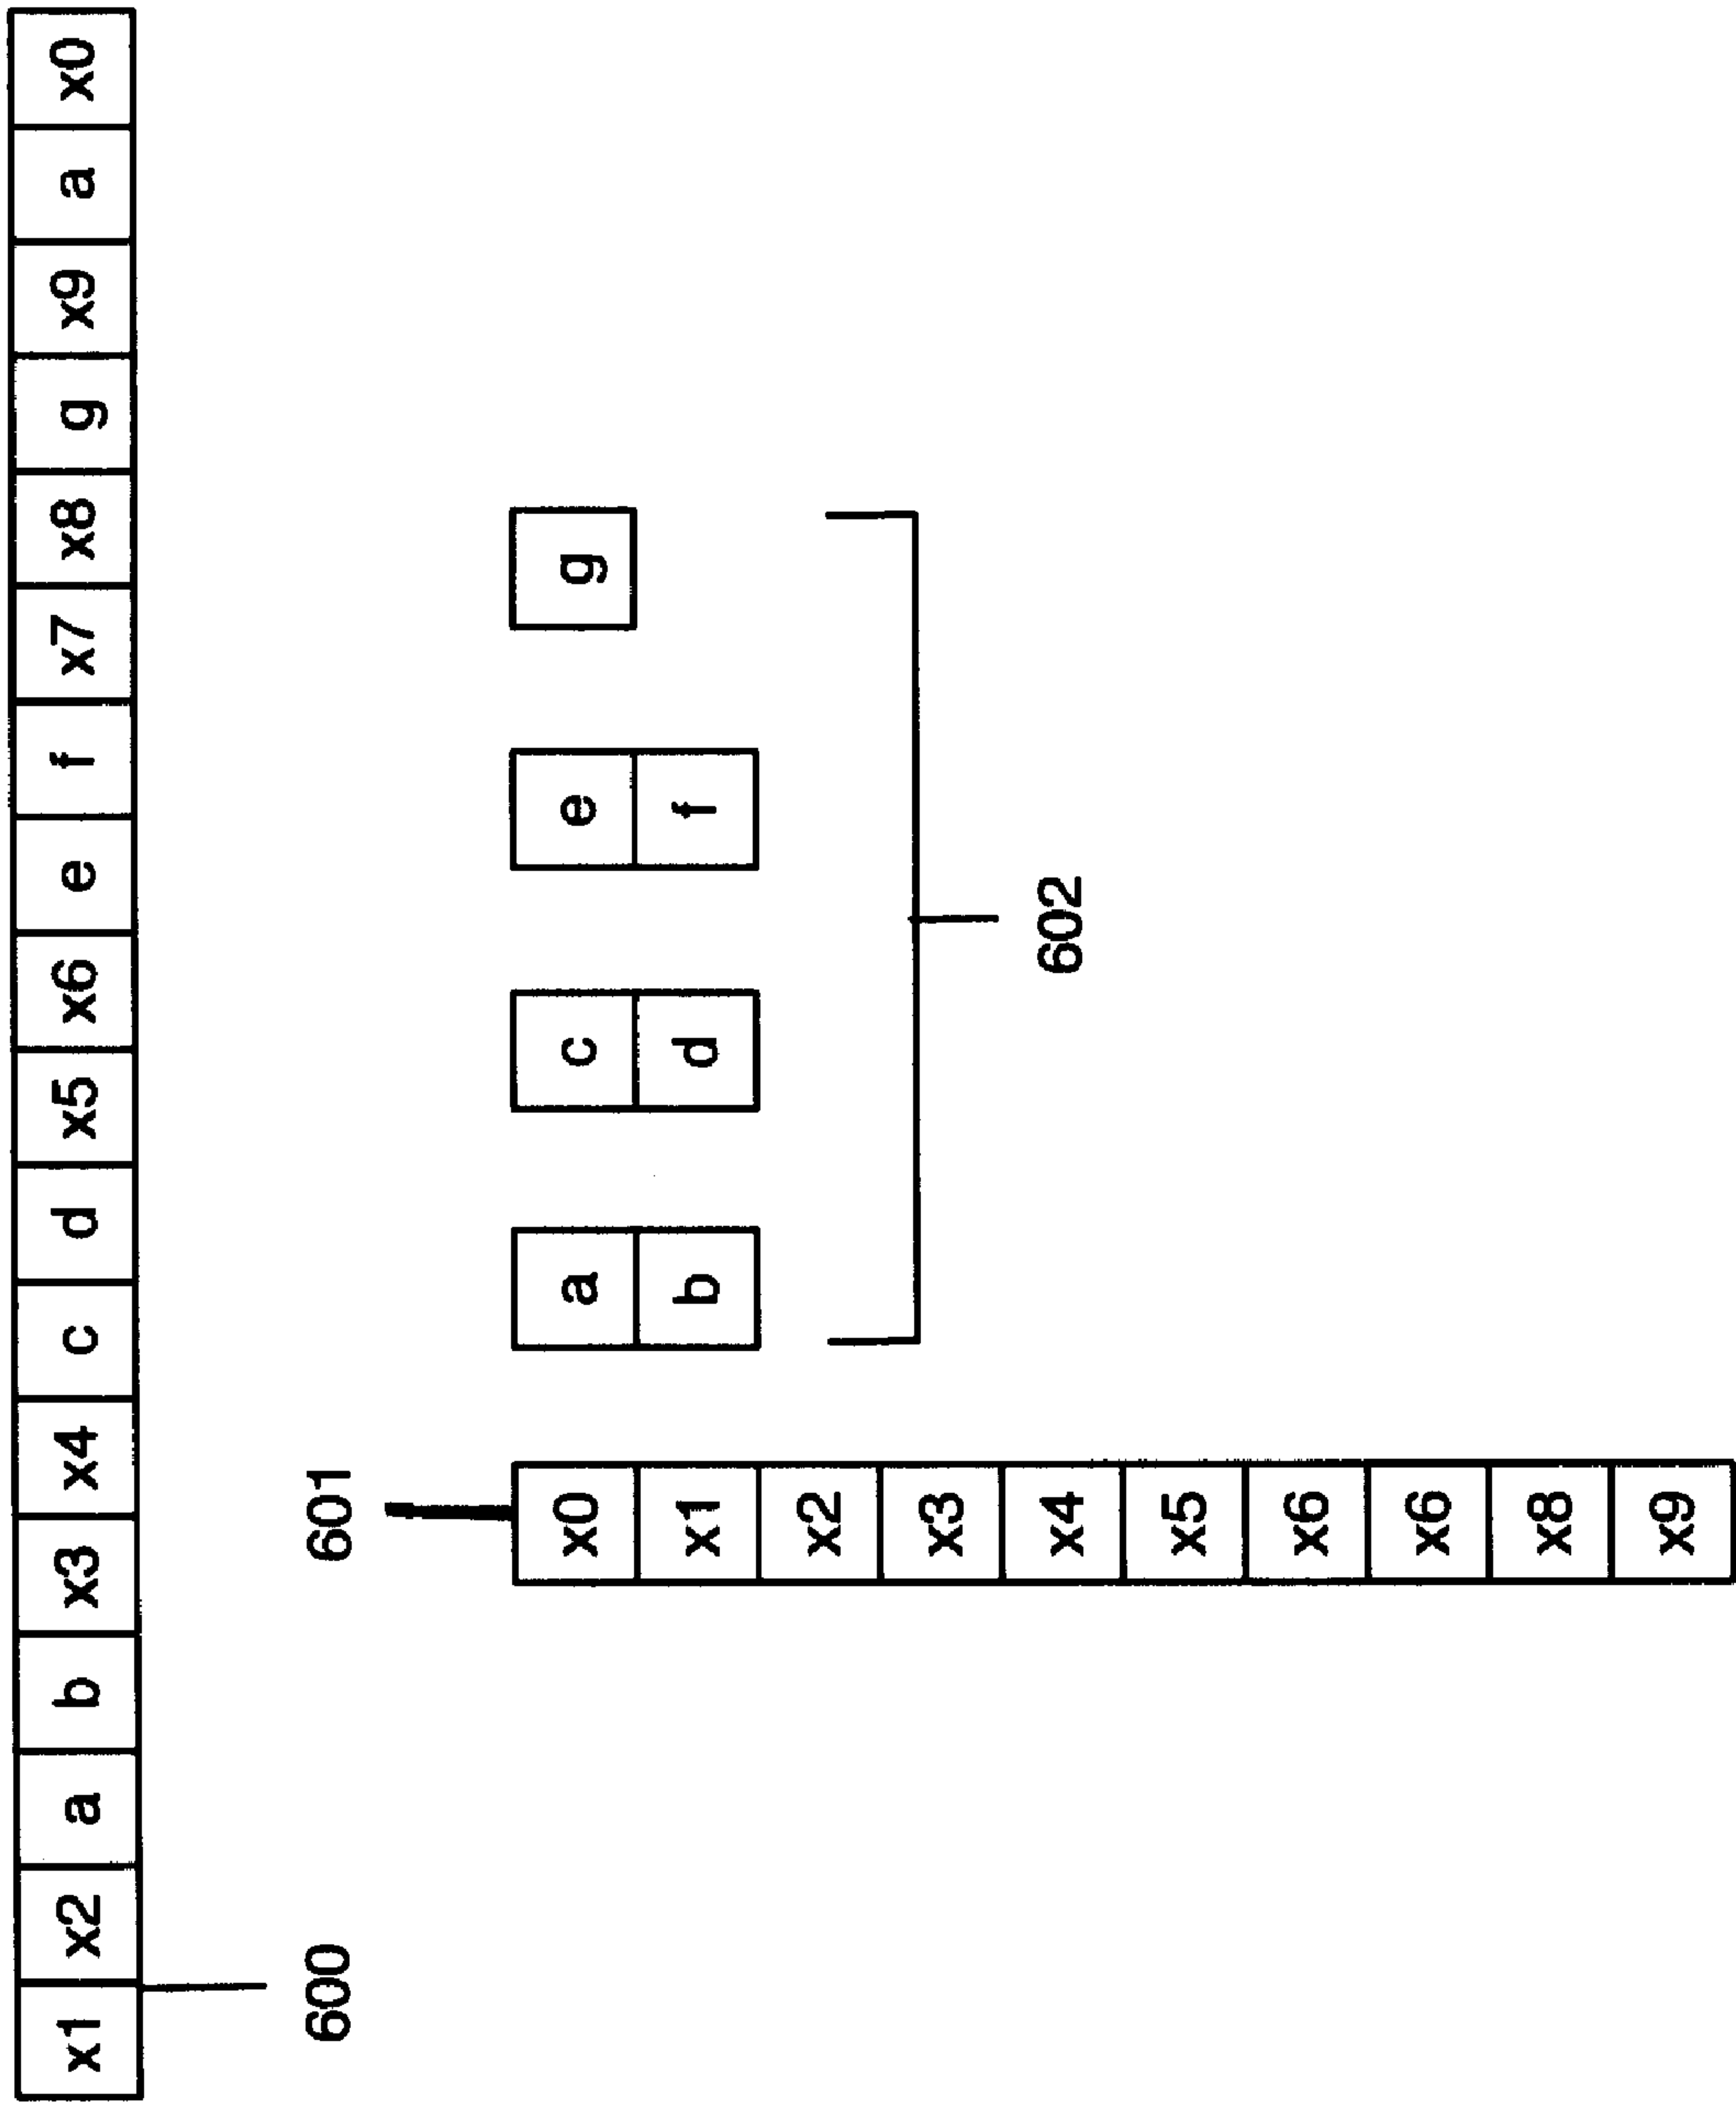 x1 x2 a b x3 x4 c d x5 x6 e f x7 x8 g x9 a x0
600 601
x0 a c e g
x1 b d f
x2
x3
x4 602
x5
x6
x6
x8
x9